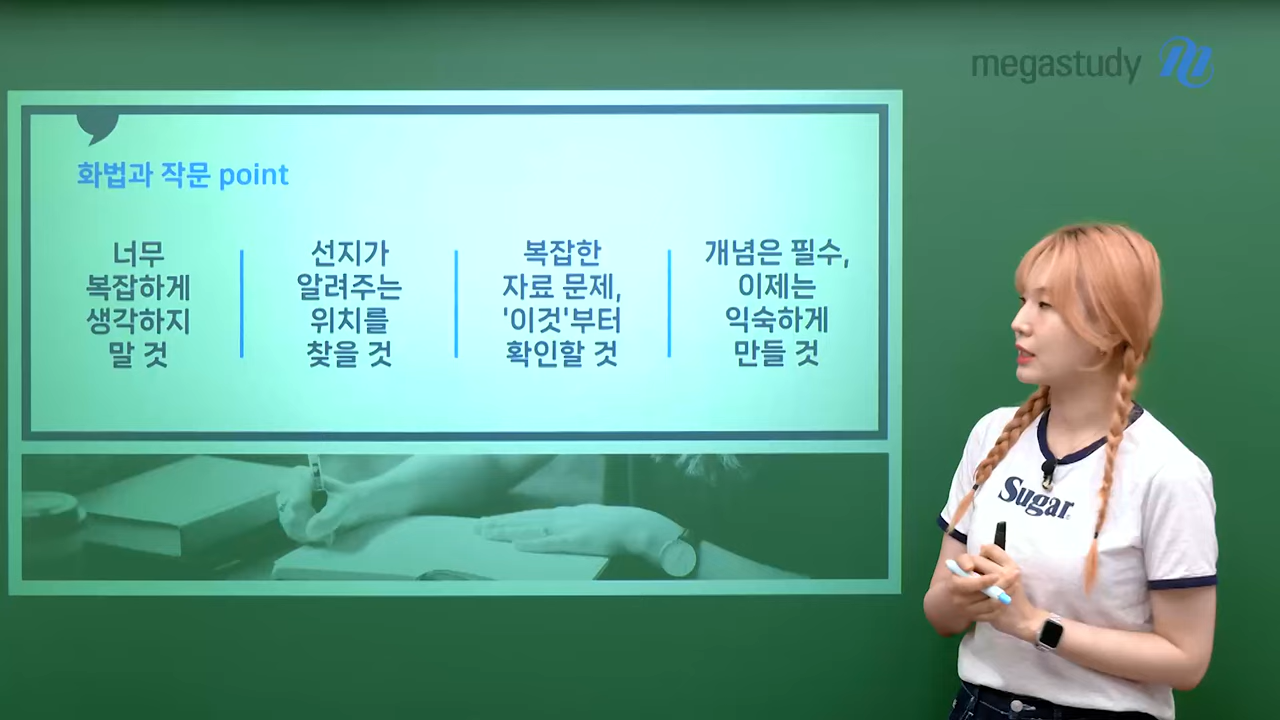 megastudy
화법과 작문 point
너무
복잡하게
생각하지
말 것
선지가
알려주는
위치를
찾을 것
복잡한
자료 문제,
'이것'부터
확인할 것
개념은 필수,
이제는
익숙하게
만들 것
Sugar